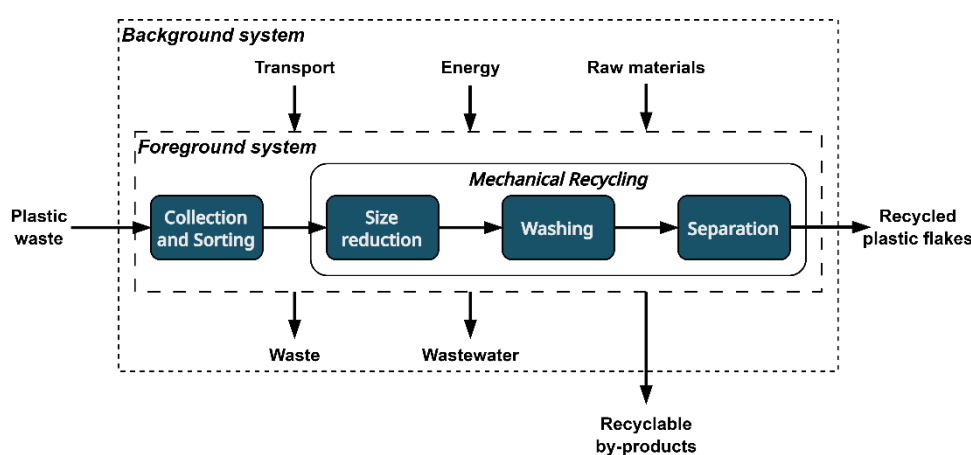 Background system
Transport
Energy
Raw materials
Foreground system
Mechanical Recycling
Plastic
waste
Collection
and Sorting
Size
reduction
Washing
Separation
Recycled
plastic flakes
Waste
Wastewater
Recyclable
by-products